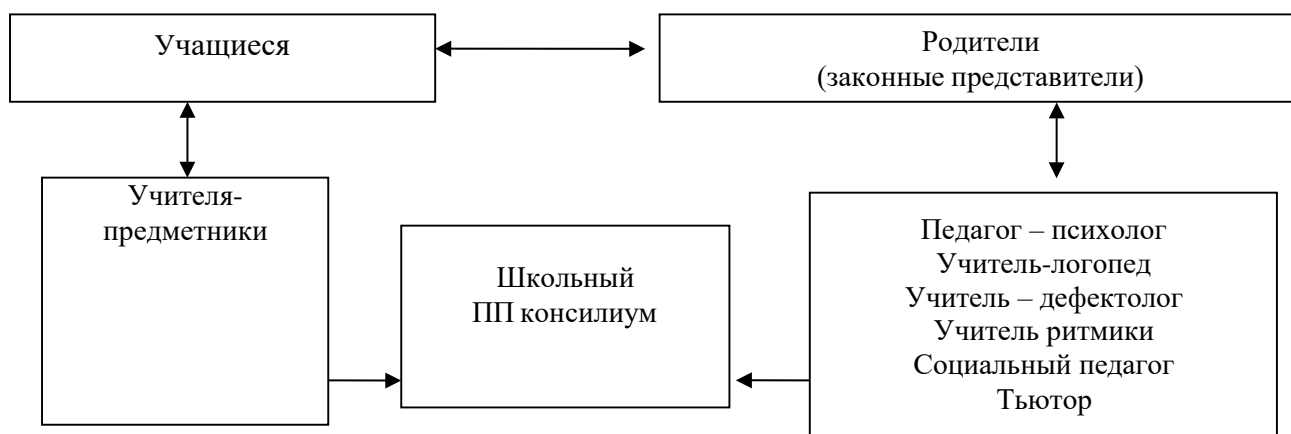 Учащиеся
Родители
(законные представители)
Учителя-
предметники
Школьный
ПП консилиум
Педагог – психолог
Учитель-логопед
Учитель – дефектолог
Учитель ритмики
Социальный педагог
Тьютор